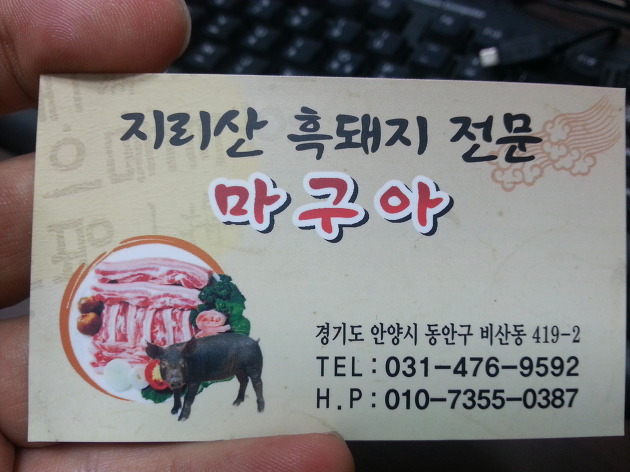 지리산 흑돼지 전문
마구아
경기도 안양시 동안구 비산동 419-2
TEL : 031-476-9592
H.P : 010-7355-0387